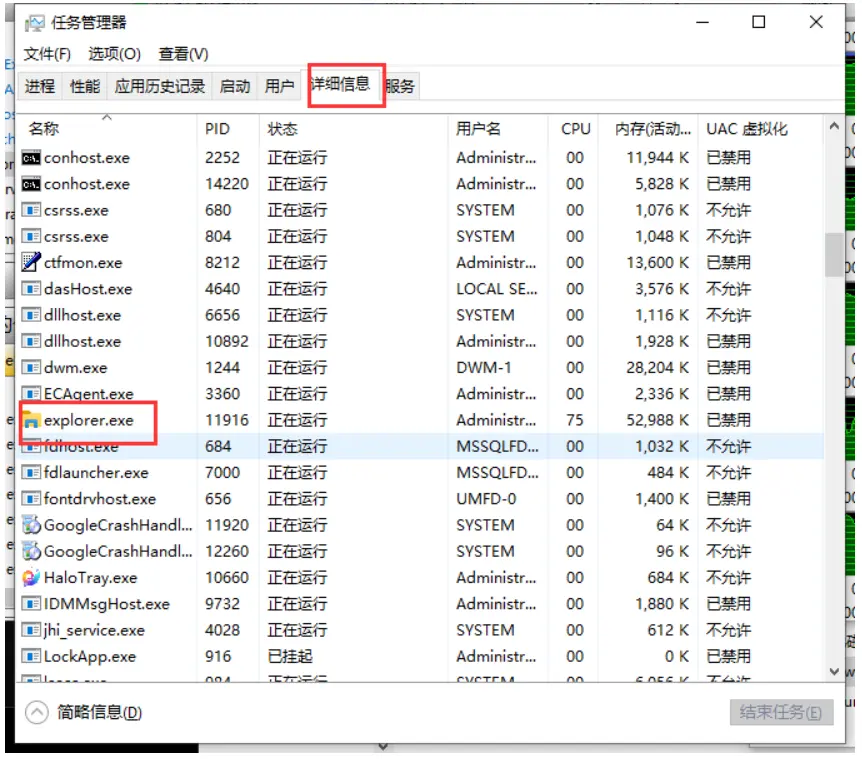 任务管理器
文件(F) 选项(O) 查看(V)
进程 性能 应用历史记录 启动 用户 详细信息 服务
名称 PID 状态 用户名 CPU 内存(活动... UAC 虚拟化
conhost.exe 2252 正在运行 Administr... 00 11,944 K 已禁用
conhost.exe 14220 正在运行 Administr... 00 5,828 K 已禁用
csrss.exe 680 正在运行 SYSTEM 00 1,076 K 不允许
csrss.exe 804 正在运行 SYSTEM 00 1,048 K 不允许
ctfmon.exe 8212 正在运行 Administr... 00 13,600 K 已禁用
dasHost.exe 4640 正在运行 LOCAL SE... 00 3,576 K 不允许
dllhost.exe 6656 正在运行 SYSTEM 00 1,116 K 不允许
dllhost.exe 10892 正在运行 Administr... 00 1,928 K 已禁用
dwm.exe 1244 正在运行 DWM-1 00 28,204 K 已禁用
ECAgent.exe 3360 正在运行 Administr... 00 2,336 K 已禁用
explorer.exe 11916 正在运行 Administr... 75 52,988 K 已禁用
fdhost.exe 684 正在运行 MSSQLFD... 00 1,032 K 不允许
fdlauncher.exe 7000 正在运行 MSSQLFD... 00 484 K 不允许
fontdrvhost.exe 656 正在运行 UMFD-0 00 1,400 K 已禁用
GoogleCrashHandl... 11920 正在运行 SYSTEM 00 64 K 不允许
GoogleCrashHandl... 12260 正在运行 SYSTEM 00 96 K 不允许
HaloTray.exe 10660 正在运行 Administr... 00 684 K 已禁用
IDMMsgHost.exe 9732 正在运行 Administr... 00 1,880 K 已禁用
jhi_service.exe 4028 正在运行 SYSTEM 00 612 K 不允许
LockApp.exe 916 已挂起 Administr... 00 0 K 已禁用
简略信息(D) 结束任务(E)